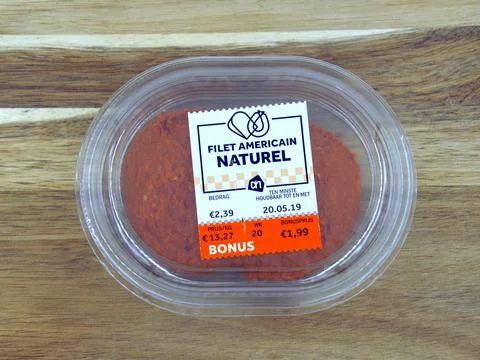 FILET AMERICAIN
NATUREL
ah
BEDRAG
TEN MINSTE
HOUDBAAR TOT EN MET
€2,39
20.05.19
PRIJS/KG
WK
BONUSPRIJS
€13,27
20
€1,99
BONUS